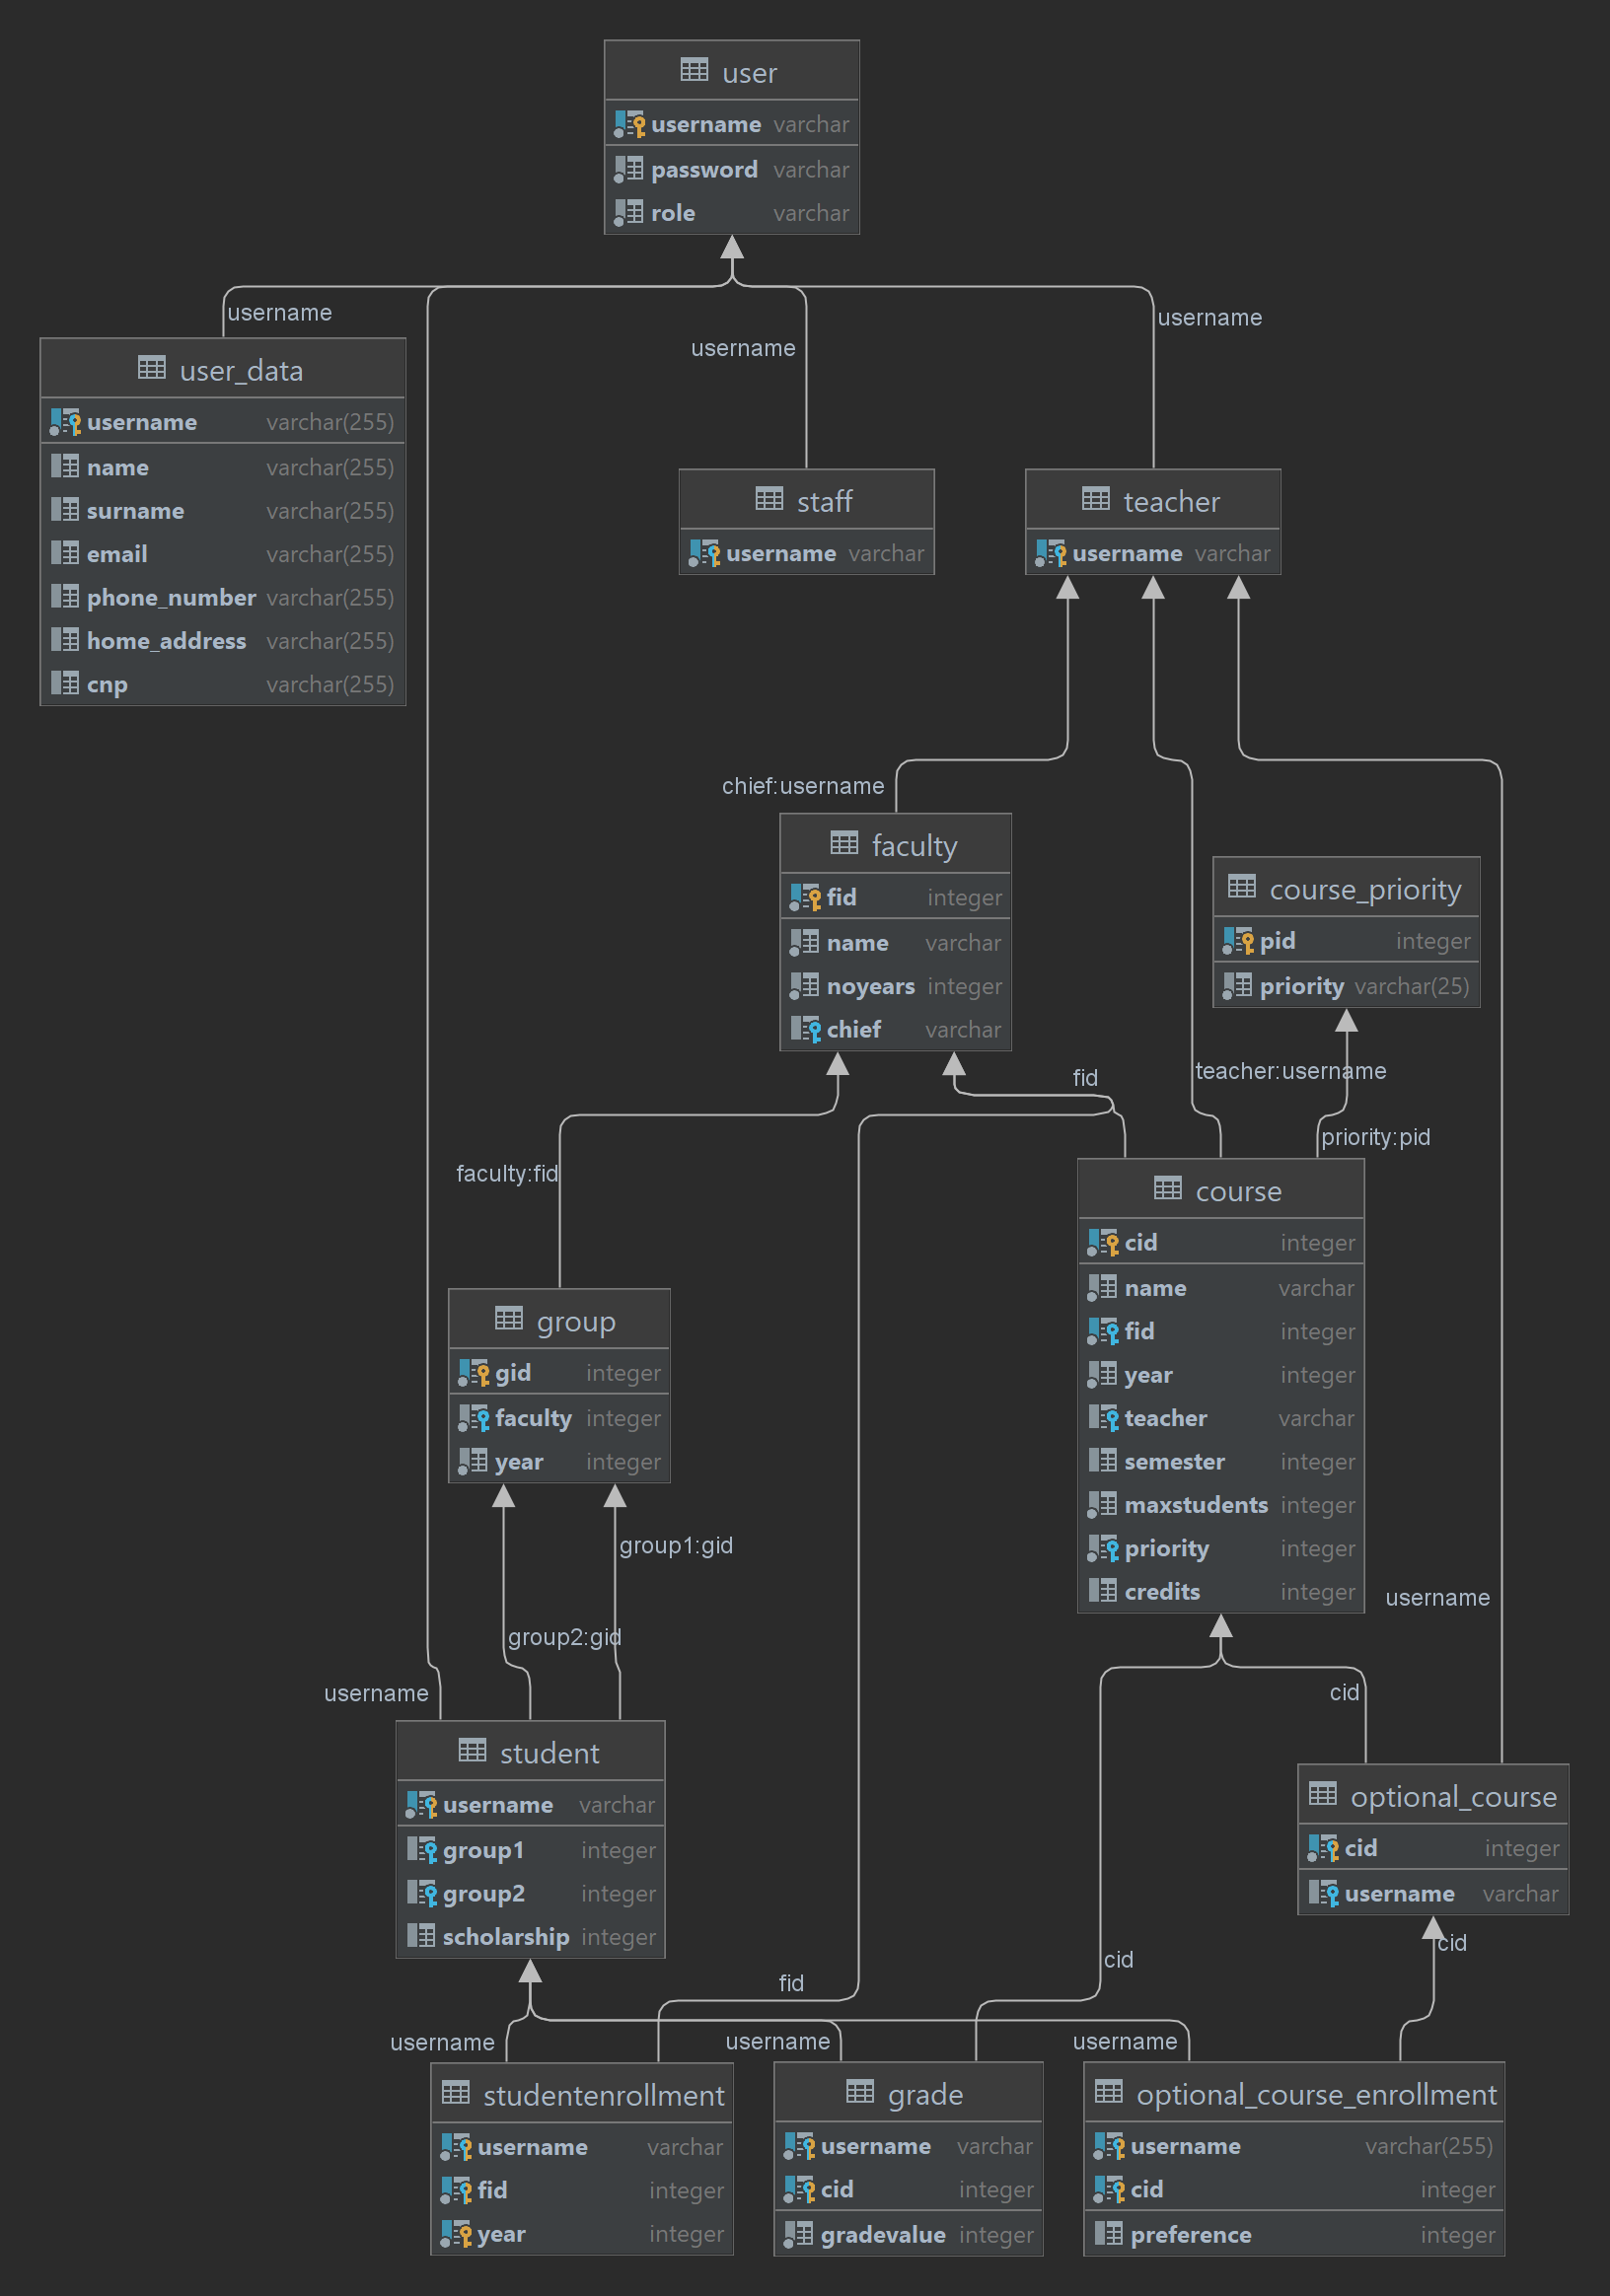 user
username varchar
password varchar
role varchar
username
username
username
user_data
username varchar(255)
name varchar(255)
surname varchar(255)
email varchar(255)
phone_number varchar(255)
home_address varchar(255)
cnp varchar(255)
staff
username varchar
teacher
username varchar
chief:username
faculty
fid integer
name varchar
noyears integer
chief varchar
course_priority
pid integer
priority varchar(25)
fid
teacher:username
priority:pid
faculty:fid
course
cid integer
name varchar
fid integer
year integer
teacher varchar
semester integer
maxstudents integer
priority integer
credits integer
group
gid integer
faculty integer
year integer
group1:gid
group2:gid
username
username
cid
student
username varchar
group1 integer
group2 integer
scholarship integer
optional_course
cid integer
username varchar
cid
cid
fid
username
username
username
studentenrollment
username varchar
fid integer
year integer
grade
username varchar
cid integer
gradevalue integer
optional_course_enrollment
username varchar(255)
cid integer
preference integer